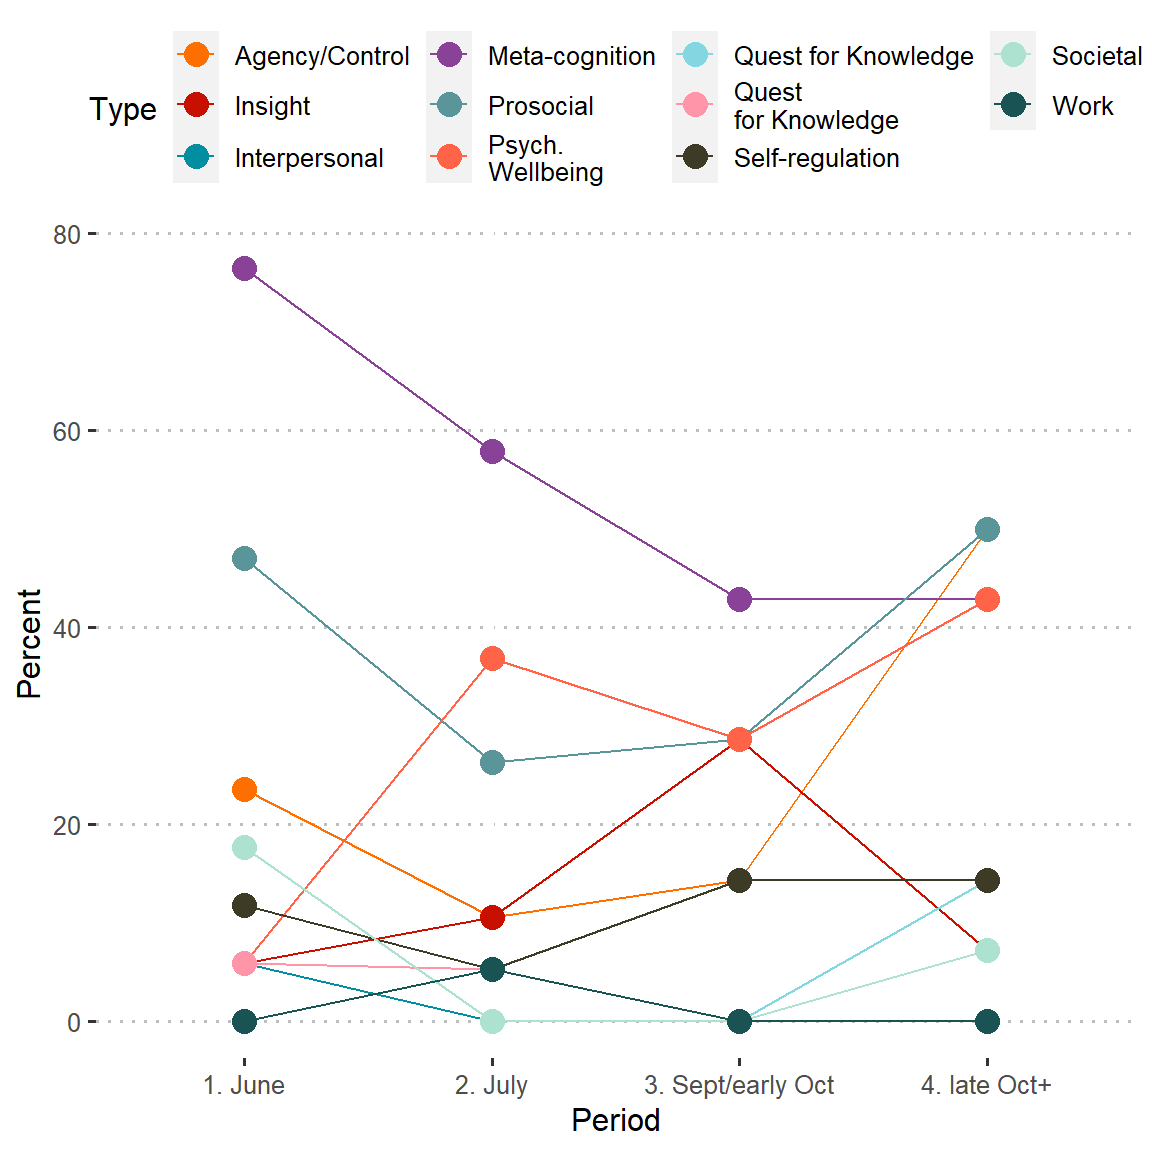 Type
Agency/Control
Insight
Interpersonal
Meta-cognition
Prosocial
Psych.
Wellbeing
Quest for Knowledge
Quest
for Knowledge
Self-regulation
Societal
Work
80
60
40
20
0
Percent
1. June
2. July
3. Sept/early Oct
4. late Oct+
Period